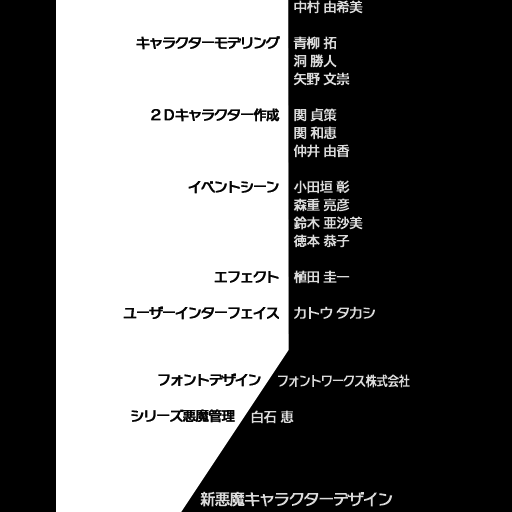 中村 由希美
キャラクターモデリング 青柳 拓
洞 勝人
矢野 文崇
２Ｄキャラクター作成 関 貞策
関 和恵
仲井 由香
イベントシーン 小田垣 彰
森重 亮彦
鈴木 亜沙美
徳本 恭子
エフェクト 植田 圭一
ユーザーインターフェイス カトウ タカシ
フォントデザイン フォントワークス株式会社
シリーズ悪魔管理 白石 恵
新悪魔キャラクターデザイン